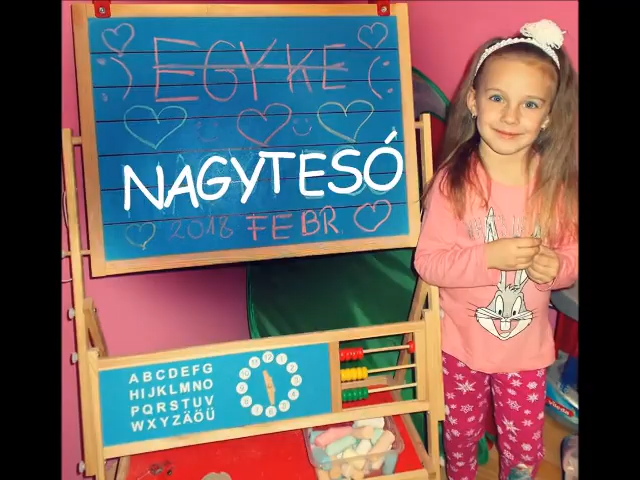 EGYKE
NAGYTESÓ
2018 FEBR.
ABCDEFG
HIJKLMNO
PQRSTUV
WXYZÄÖÜ